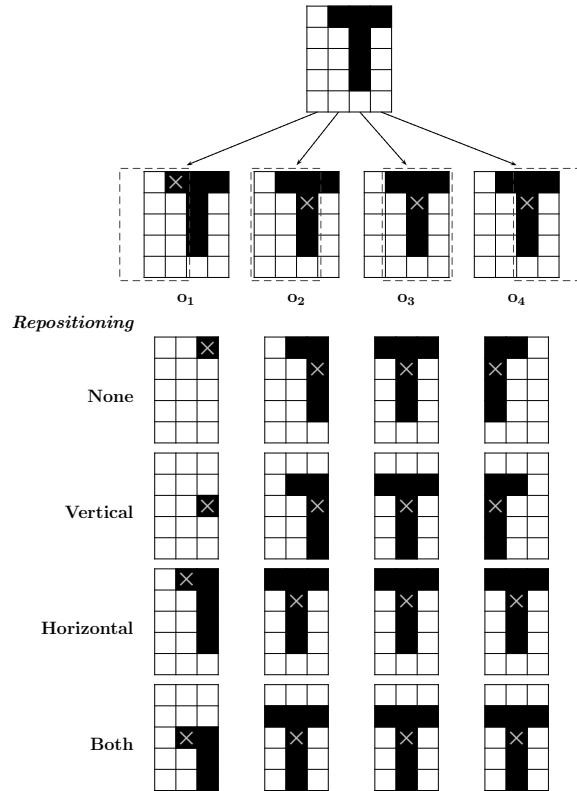 o₁ o₂ o₃ o₄
Repositioning
None
Vertical
Horizontal
Both